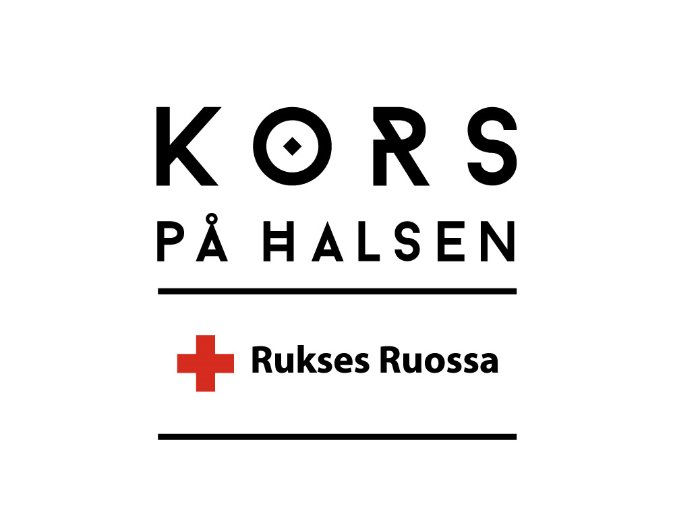 KORS
PÅ HALSEN
Rukses Ruossa